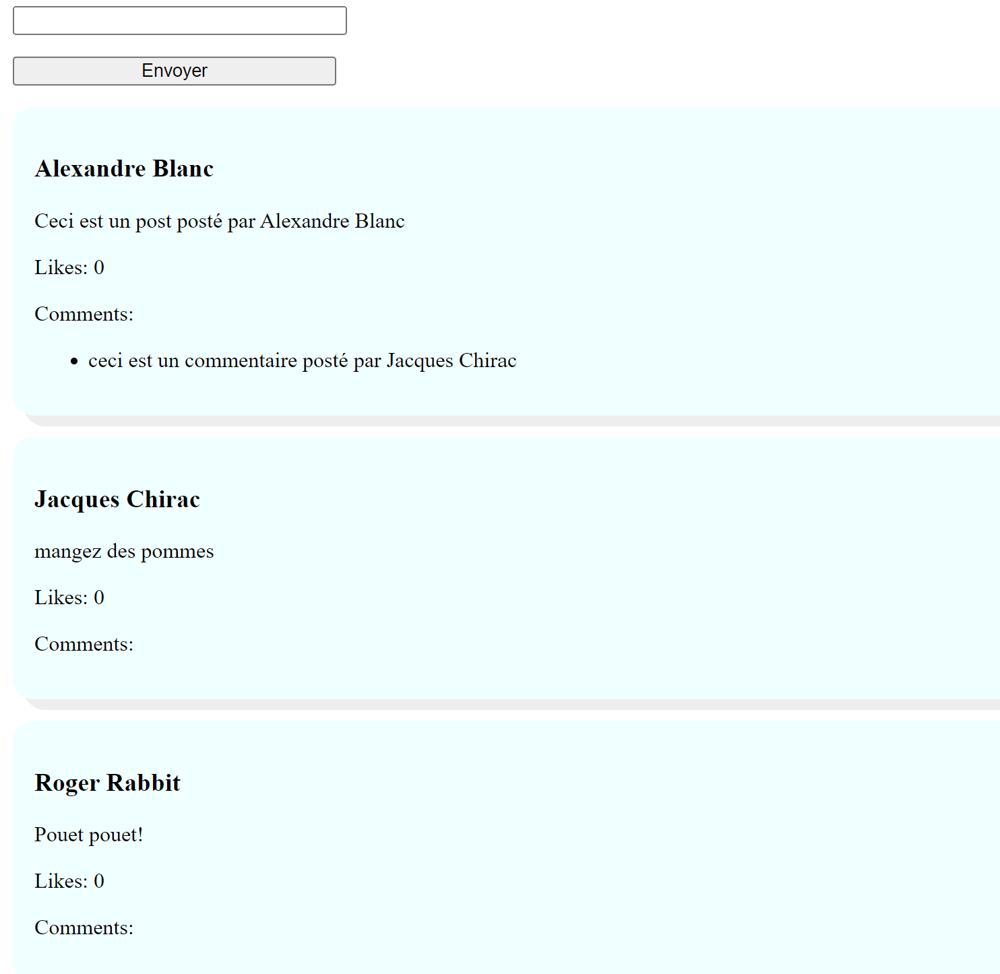 Envoyer
Alexandre Blanc
Ceci est un post posté par Alexandre Blanc
Likes: 0
Comments:
• ceci est un commentaire posté par Jacques Chirac
Jacques Chirac
mangez des pommes
Likes: 0
Comments:
Roger Rabbit
Pouet pouet!
Likes: 0
Comments: